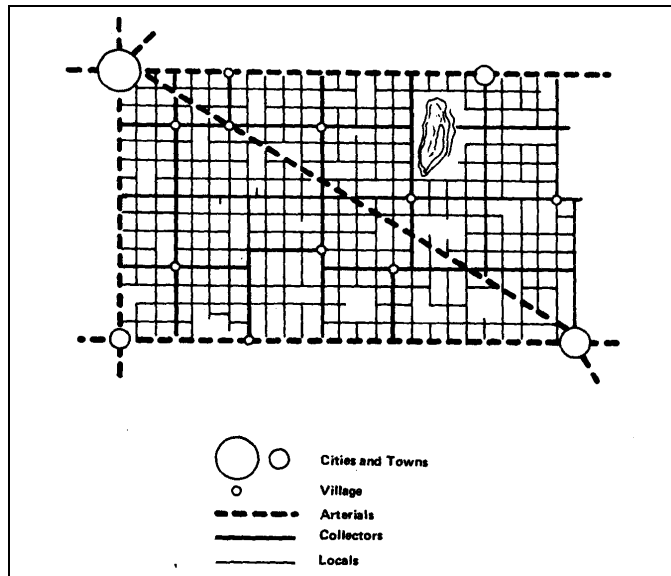 Cities and Towns
Village
Arterials
Collectors
Locals